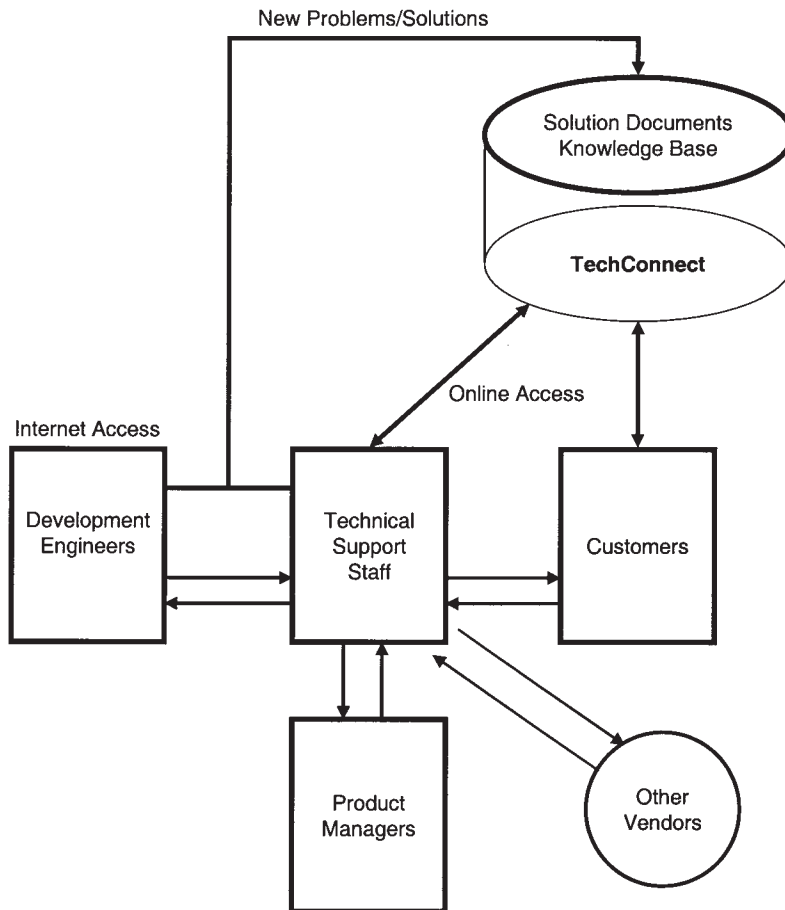 New Problems/Solutions
Solution Documents
Knowledge Base
TechConnect
Online Access
Internet Access
Development
Engineers
Technical
Support
Staff
Customers
Product
Managers
Other
Vendors